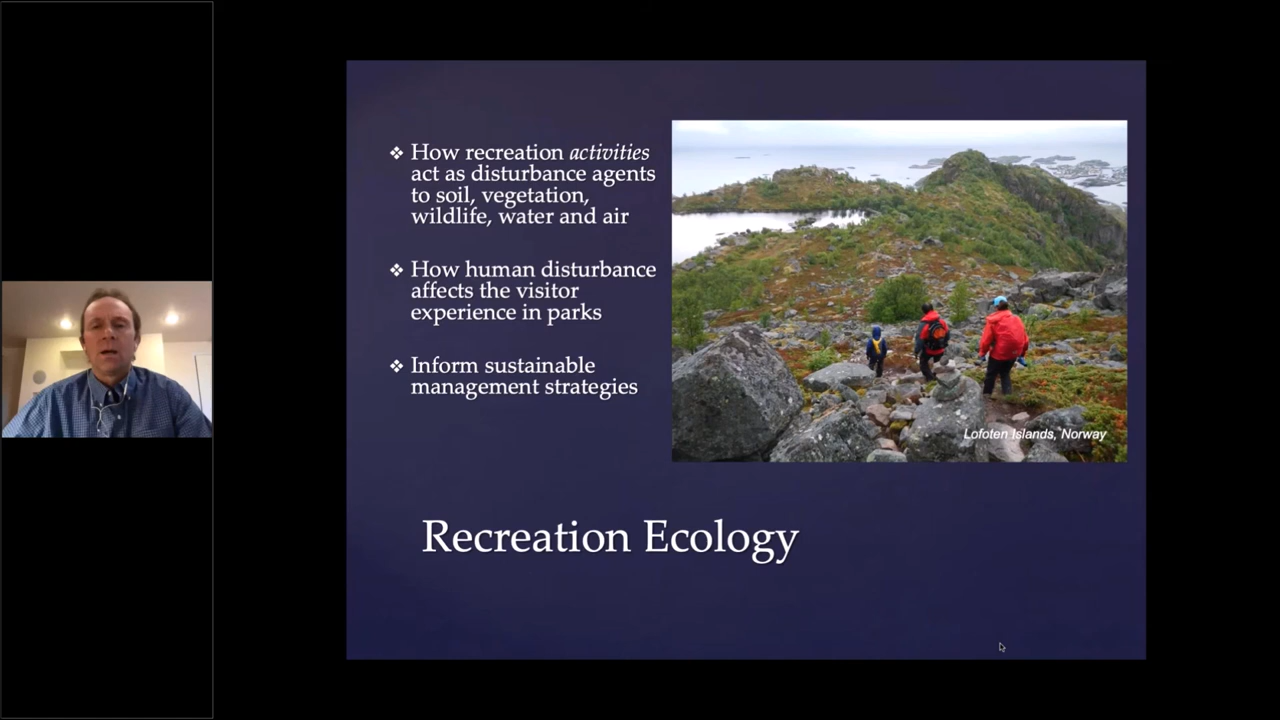 ❖ How recreation activities
act as disturbance agents
to soil, vegetation,
wildlife, water and air
❖ How human disturbance
affects the visitor
experience in parks
❖ Inform sustainable
management strategies
Lofoten Islands, Norway
Recreation Ecology